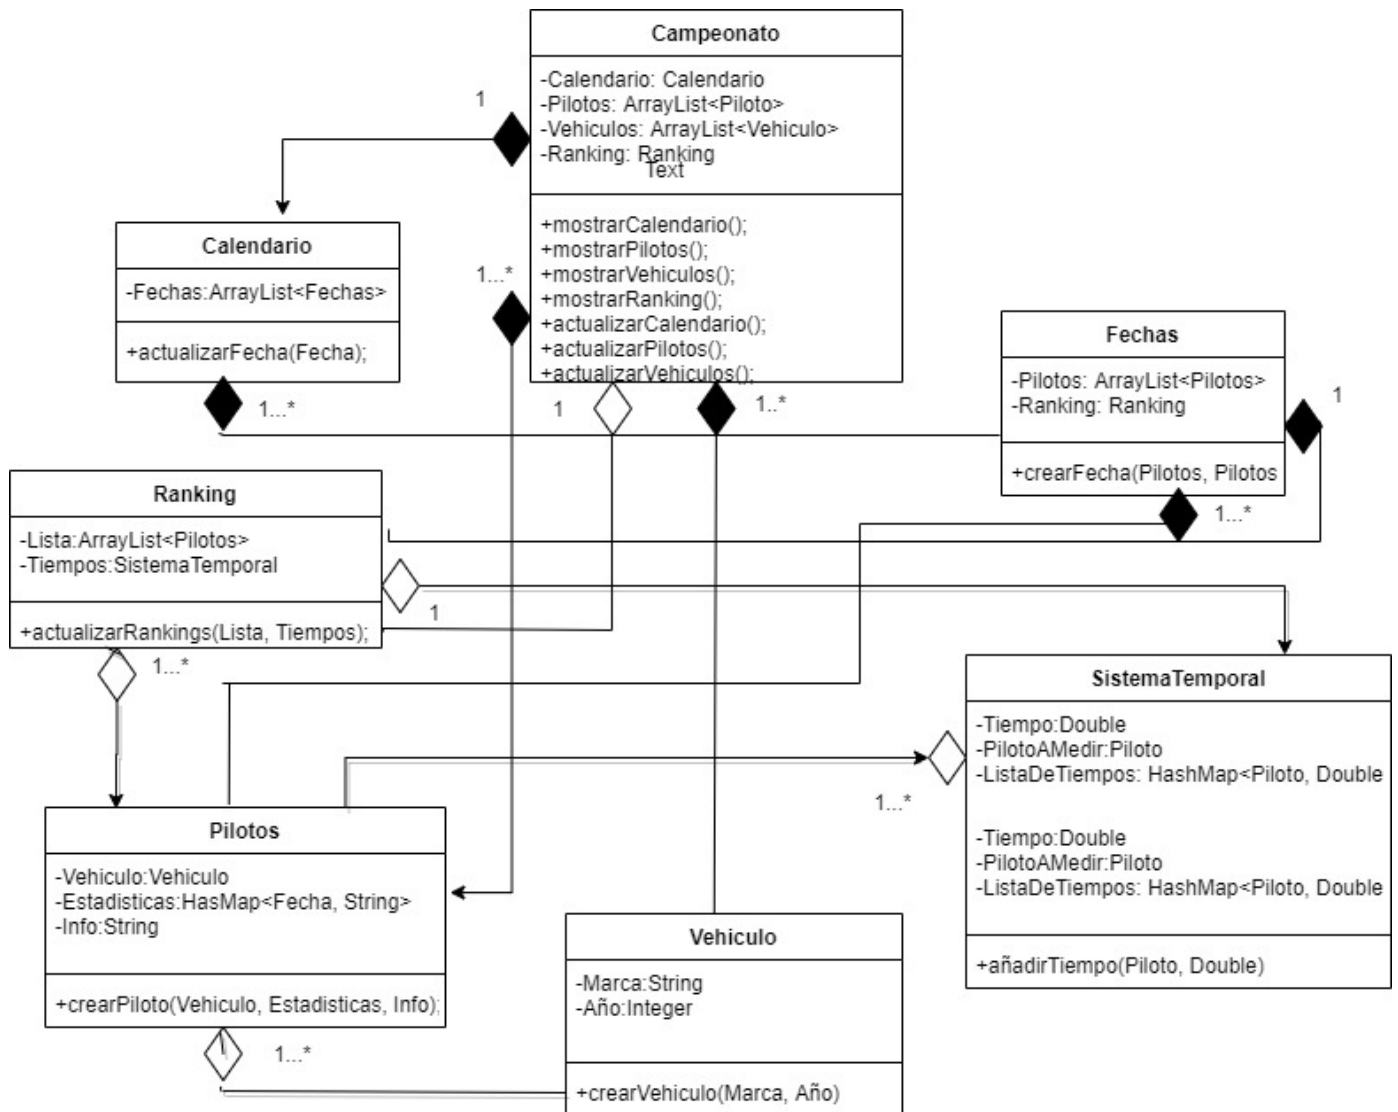 Campeonato
-Calendario: Calendario
-Pilotos: ArrayList<Piloto>
-Vehiculos: ArrayList<Vehiculo>
-Ranking: Ranking
Text
+mostrarCalendario();
+mostrarPilotos();
+mostrarVehiculos();
+mostrarRanking();
+actualizarCalendario();
+actualizarPilotos();
+actualizarVehiculos();
1
1...*
1
1..*
Calendario
-Fechas:ArrayList<Fechas>
+actualizarFecha(Fecha);
1...*
Fechas
-Pilotos: ArrayList<Pilotos>
-Ranking: Ranking
+crearFecha(Pilotos, Pilotos
1
1...*
Ranking
-Lista:ArrayList<Pilotos>
-Tiempos:SistemaTemporal
+actualizarRankings(Lista, Tiempos);
1
1...*
SistemaTemporal
-Tiempo:Double
-PilotoAMedir:Piloto
-ListaDeTiempos: HashMap<Piloto, Double
-Tiempo:Double
-PilotoAMedir:Piloto
-ListaDeTiempos: HashMap<Piloto, Double
+añadirTiempo(Piloto, Double)
1...*
Pilotos
-Vehiculo:Vehiculo
-Estadisticas:HasMap<Fecha, String>
-Info:String
+crearPiloto(Vehiculo, Estadisticas, Info);
1...*
Vehiculo
-Marca:String
-Año:Integer
+crearVehiculo(Marca, Año)